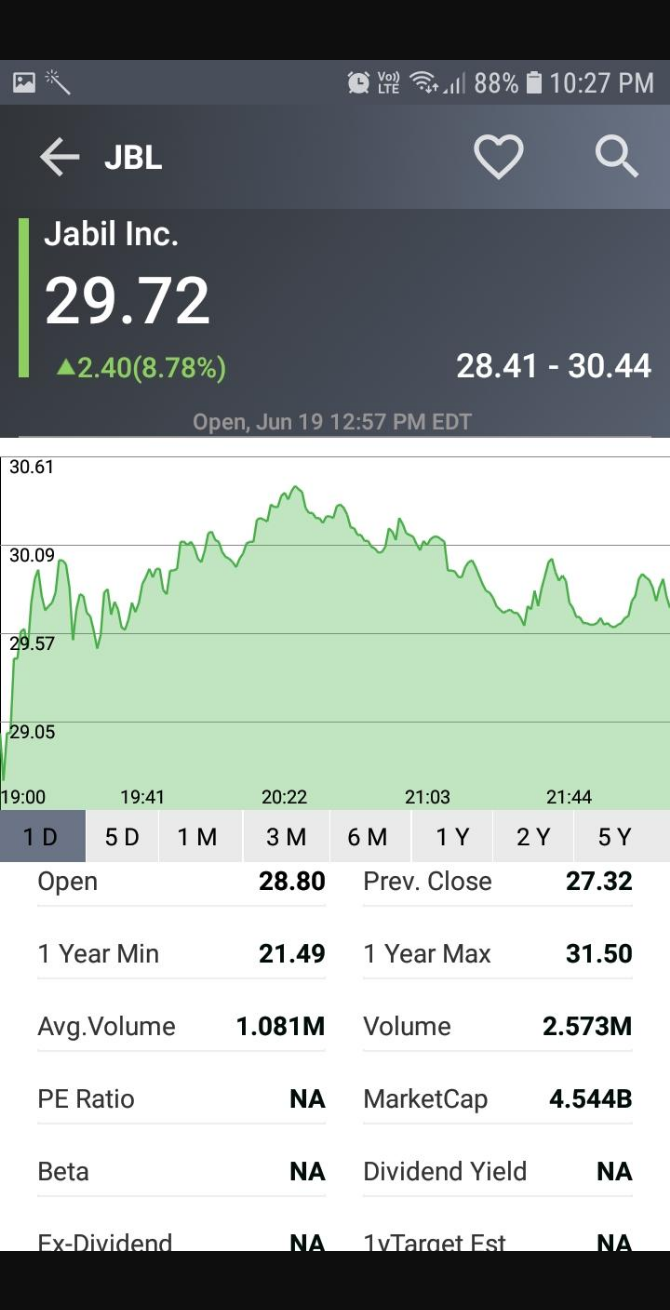 Vo)) LTE 88% 10:27 PM
JBL
Jabil Inc.
29.72
▲2.40(8.78%) 28.41 - 30.44
Open, Jun 19 12:57 PM EDT
30.61
30.09
29.57
29.05
19:00 19:41 20:22 21:03 21:44
1 D 5 D 1 M 3 M 6 M 1 Y 2 Y 5 Y
Open 28.80 Prev. Close 27.32
1 Year Min 21.49 1 Year Max 31.50
Avg.Volume 1.081M Volume 2.573M
PE Ratio NA MarketCap 4.544B
Beta NA Dividend Yield NA
Ex-Dividend NA 1yTarget Est NA